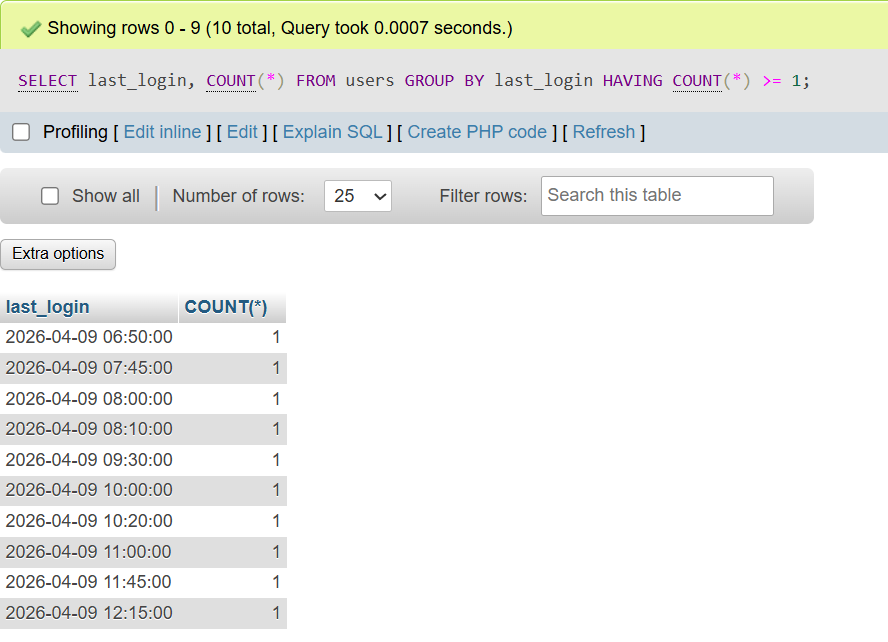 Showing rows 0 - 9 (10 total, Query took 0.0007 seconds.)
SELECT last_login, COUNT(*) FROM users GROUP BY last_login HAVING COUNT(*) >= 1;
Profiling [ Edit inline ] [ Edit ] [ Explain SQL ] [ Create PHP code ] [ Refresh ]
Show all | Number of rows: 25 Filter rows: Search this table
Extra options
last_login COUNT(*)
2026-04-09 06:50:00 1
2026-04-09 07:45:00 1
2026-04-09 08:00:00 1
2026-04-09 08:10:00 1
2026-04-09 09:30:00 1
2026-04-09 10:00:00 1
2026-04-09 10:20:00 1
2026-04-09 11:00:00 1
2026-04-09 11:45:00 1
2026-04-09 12:15:00 1